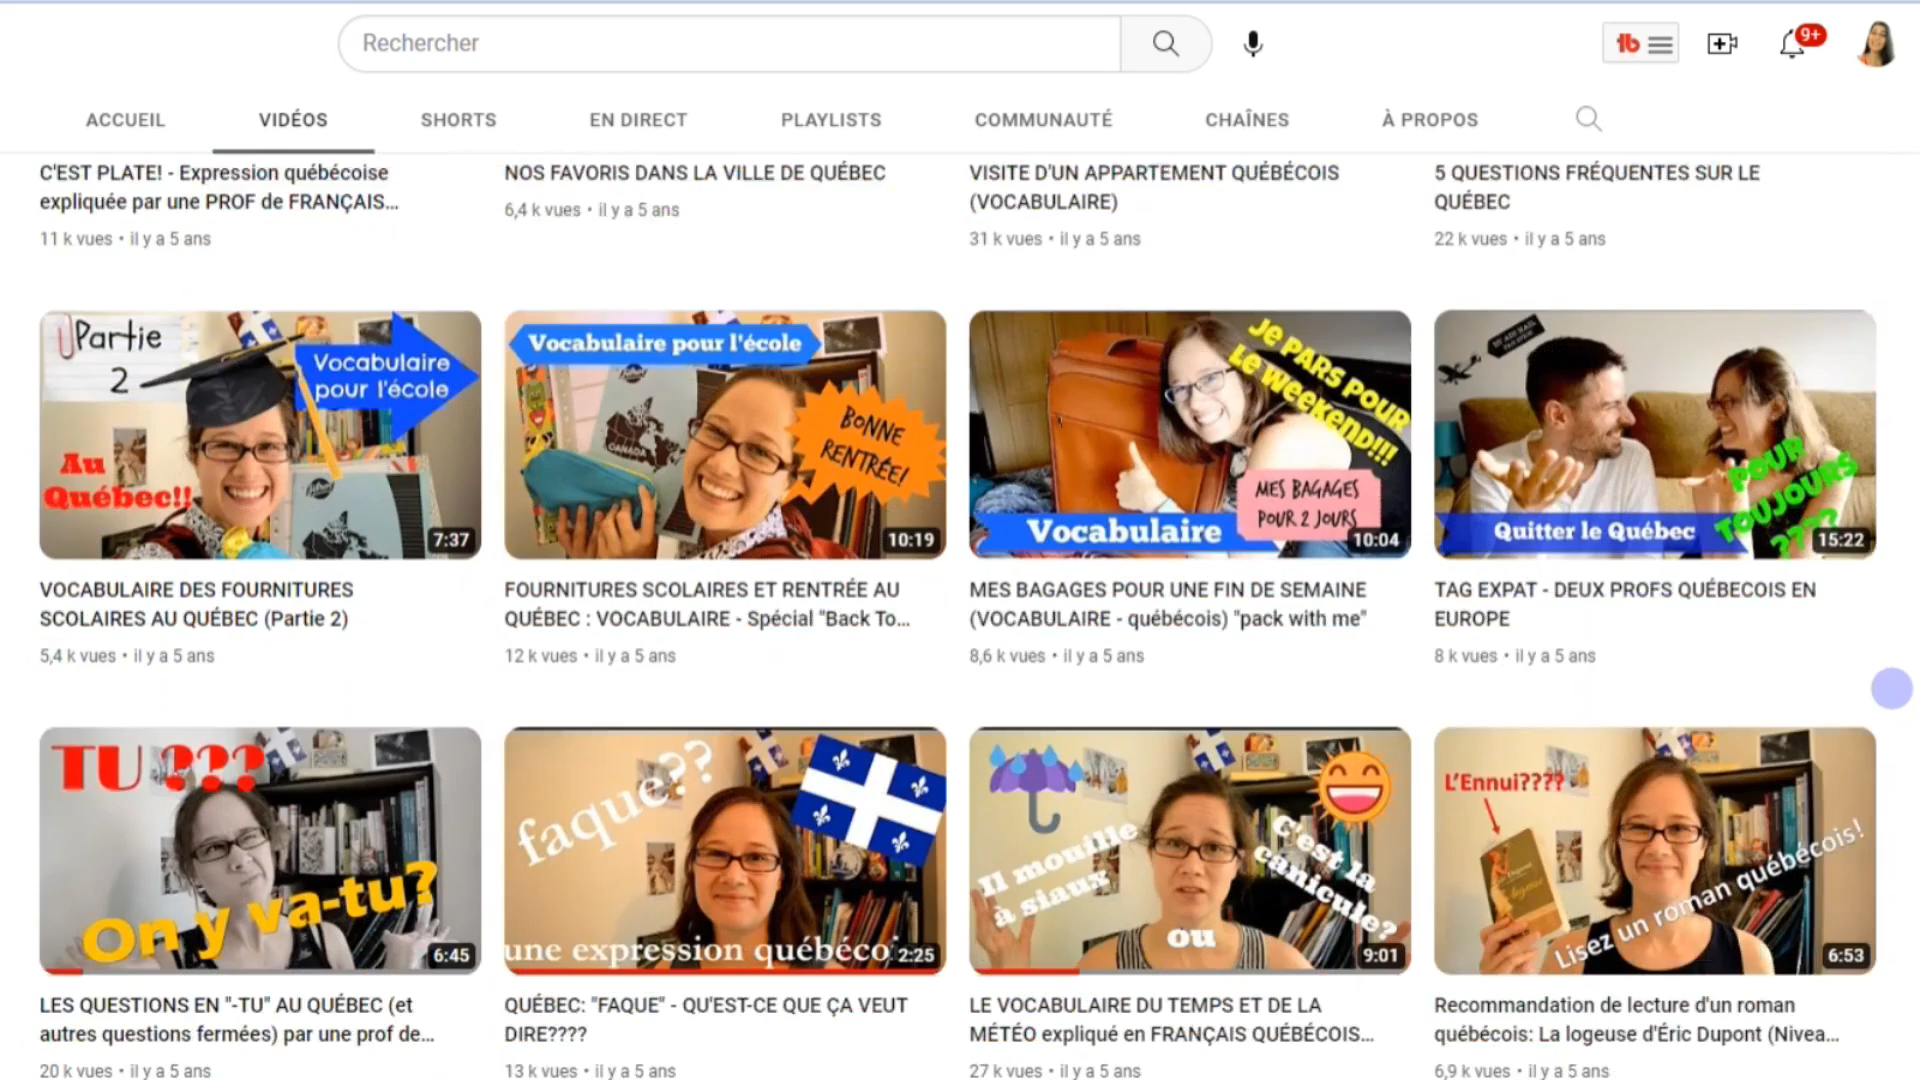 Rechercher
9+
ACCUEIL
VIDÉOS
SHORTS
EN DIRECT
PLAYLISTS
COMMUNAUTÉ
CHAÎNES
À PROPOS
C'EST PLATE! - Expression québécoise
expliquée par une PROF de FRANÇAIS...
11 k vues • il y a 5 ans
NOS FAVORIS DANS LA VILLE DE QUÉBEC
6,4 k vues • il y a 5 ans
VISITE D'UN APPARTEMENT QUÉBÉCOIS
(VOCABULAIRE)
31 k vues • il y a 5 ans
5 QUESTIONS FRÉQUENTES SUR LE
QUÉBEC
22 k vues • il y a 5 ans
Partie
2
Vocabulaire
pour l'école
Au
Québec!!
7:37
VOCABULAIRE DES FOURNITURES
SCOLAIRES AU QUÉBEC (Partie 2)
5,4 k vues • il y a 5 ans
Vocabulaire pour l'école
CANADA
BONNE
RENTRÉE!
10:19
FOURNITURES SCOLAIRES ET RENTRÉE AU
QUÉBEC : VOCABULAIRE - Spécial "Back To...
12 k vues • il y a 5 ans
JE PARS POUR
LE WEEKEND!!!
MES BAGAGES
POUR 2 JOURS
Vocabulaire
10:04
MES BAGAGES POUR UNE FIN DE SEMAINE
(VOCABULAIRE - québécois) "pack with me"
8,6 k vues • il y a 5 ans
POUR
TOUJOURS
????
Quitter le Québec
15:22
TAG EXPAT - DEUX PROFS QUÉBECOIS EN
EUROPE
8 k vues • il y a 5 ans
TU ???
On y va-tu?
6:45
LES QUESTIONS EN "-TU" AU QUÉBEC (et
autres questions fermées) par une prof de...
20 k vues • il y a 5 ans
faque??
une expression québécoi
2:25
QUÉBEC: "FAQUE" - QU'EST-CE QUE ÇA VEUT
DIRE????
13 k vues • il y a 5 ans
Il mouille
à siaux
ou
C'est la
canicule?
9:01
LE VOCABULAIRE DU TEMPS ET DE LA
MÉTÉO expliqué en FRANÇAIS QUÉBÉCOIS...
27 k vues • il y a 5 ans
L'Ennui????
Lisez un roman québécois!
6:53
Recommandation de lecture d'un roman
québécois: La logeuse d'Éric Dupont (Nivea...
6,9 k vues • il y a 5 ans